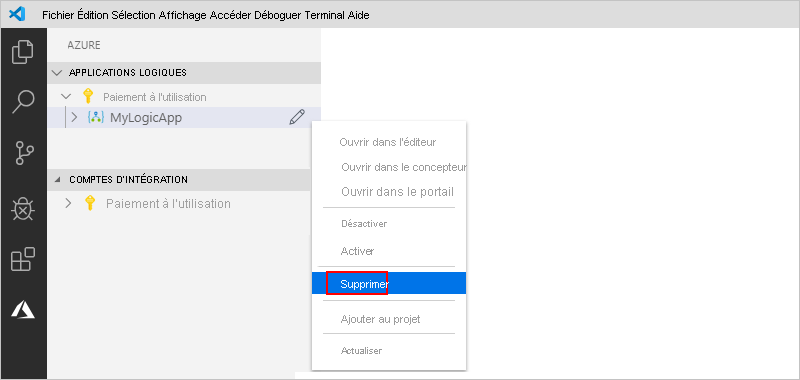 Fichier Édition Sélection Affichage Accéder Déboguer Terminal Aide
AZURE
APPLICATIONS LOGIQUES
Paiement à l'utilisation
MyLogicApp
Ouvrir dans l'éditeur
Ouvrir dans le concepteur
Ouvrir dans le portail
COMPTES D'INTÉGRATION
Paiement à l'utilisation
Désactiver
Activer
Supprimer
Ajouter au projet
Actualiser